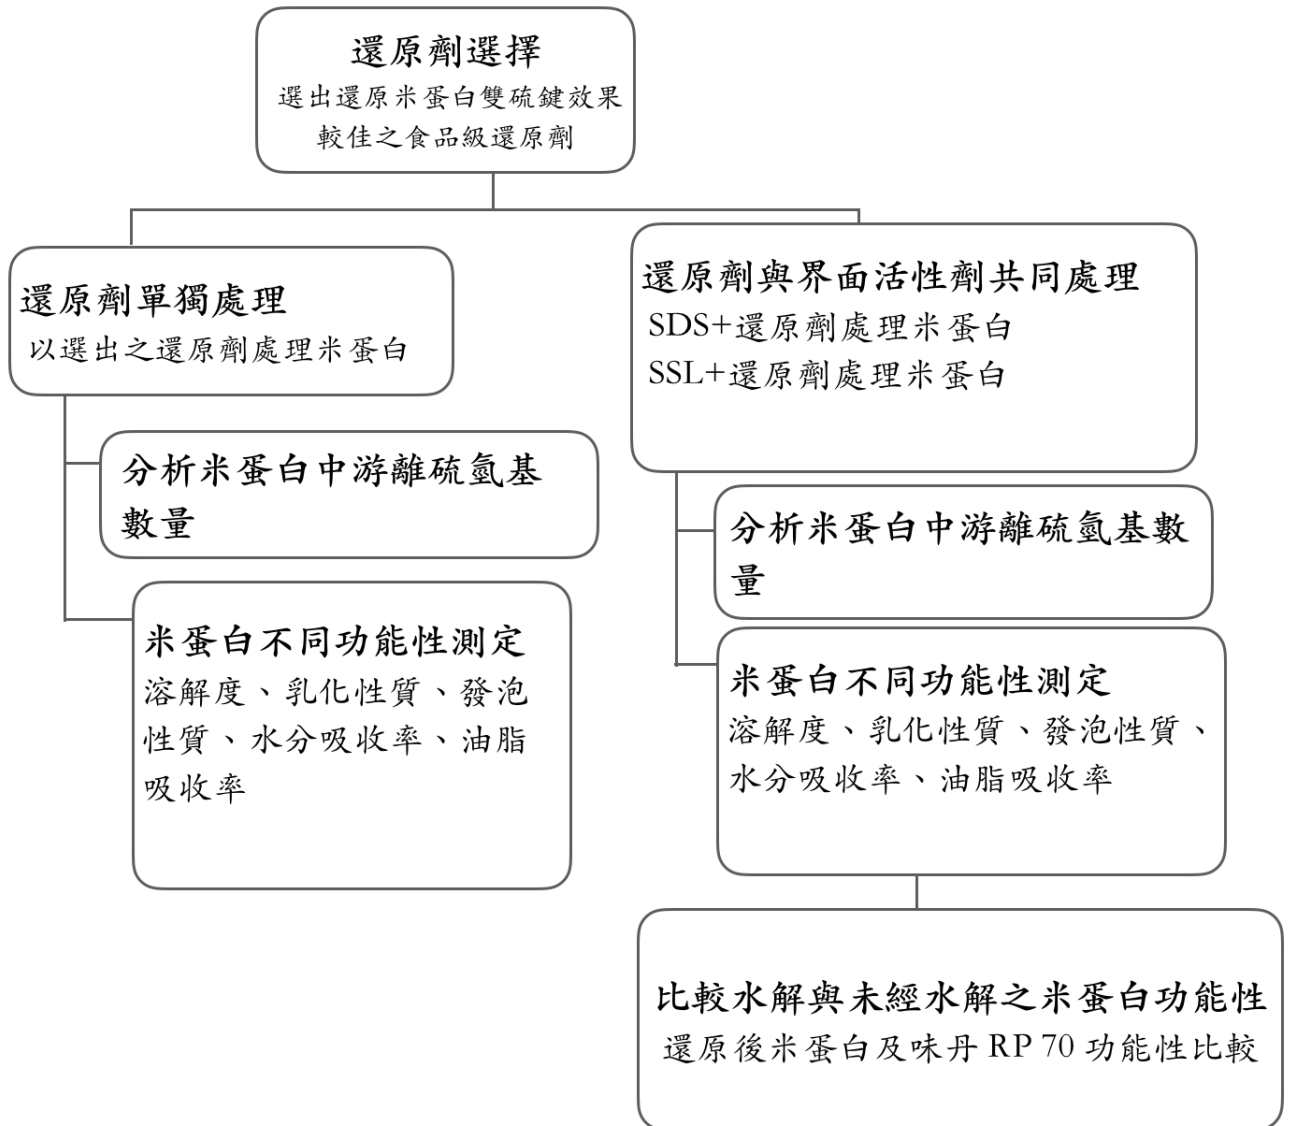 還原劑選擇
選出還原米蛋白雙硫鍵效果
較佳之食品級還原劑
還原劑單獨處理
以選出之還原劑處理米蛋白
分析米蛋白中游離硫氫基
數量
米蛋白不同功能性測定
溶解度、乳化性質、發泡
性質、水分吸收率、油脂
吸收率
還原劑與界面活性劑共同處理
SDS+還原劑處理米蛋白
SSL+還原劑處理米蛋白
分析米蛋白中游離硫氫基數
量
米蛋白不同功能性測定
溶解度、乳化性質、發泡性質、
水分吸收率、油脂吸收率
比較水解與未經水解之米蛋白功能性
還原後米蛋白及味丹 RP 70 功能性比較